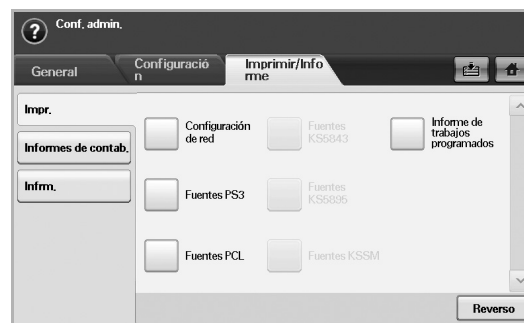 ?
Conf. admin.
General
Configuració
n
Imprimir/Info
rme
Impr.
Informes de contab.
Infrm.
Configuración
de red
Fuentes
KS5843
Informe de
trabajos
programados
Fuentes PS3
Fuentes
KS5895
Fuentes PCL
Fuentes KSSM
Reverso